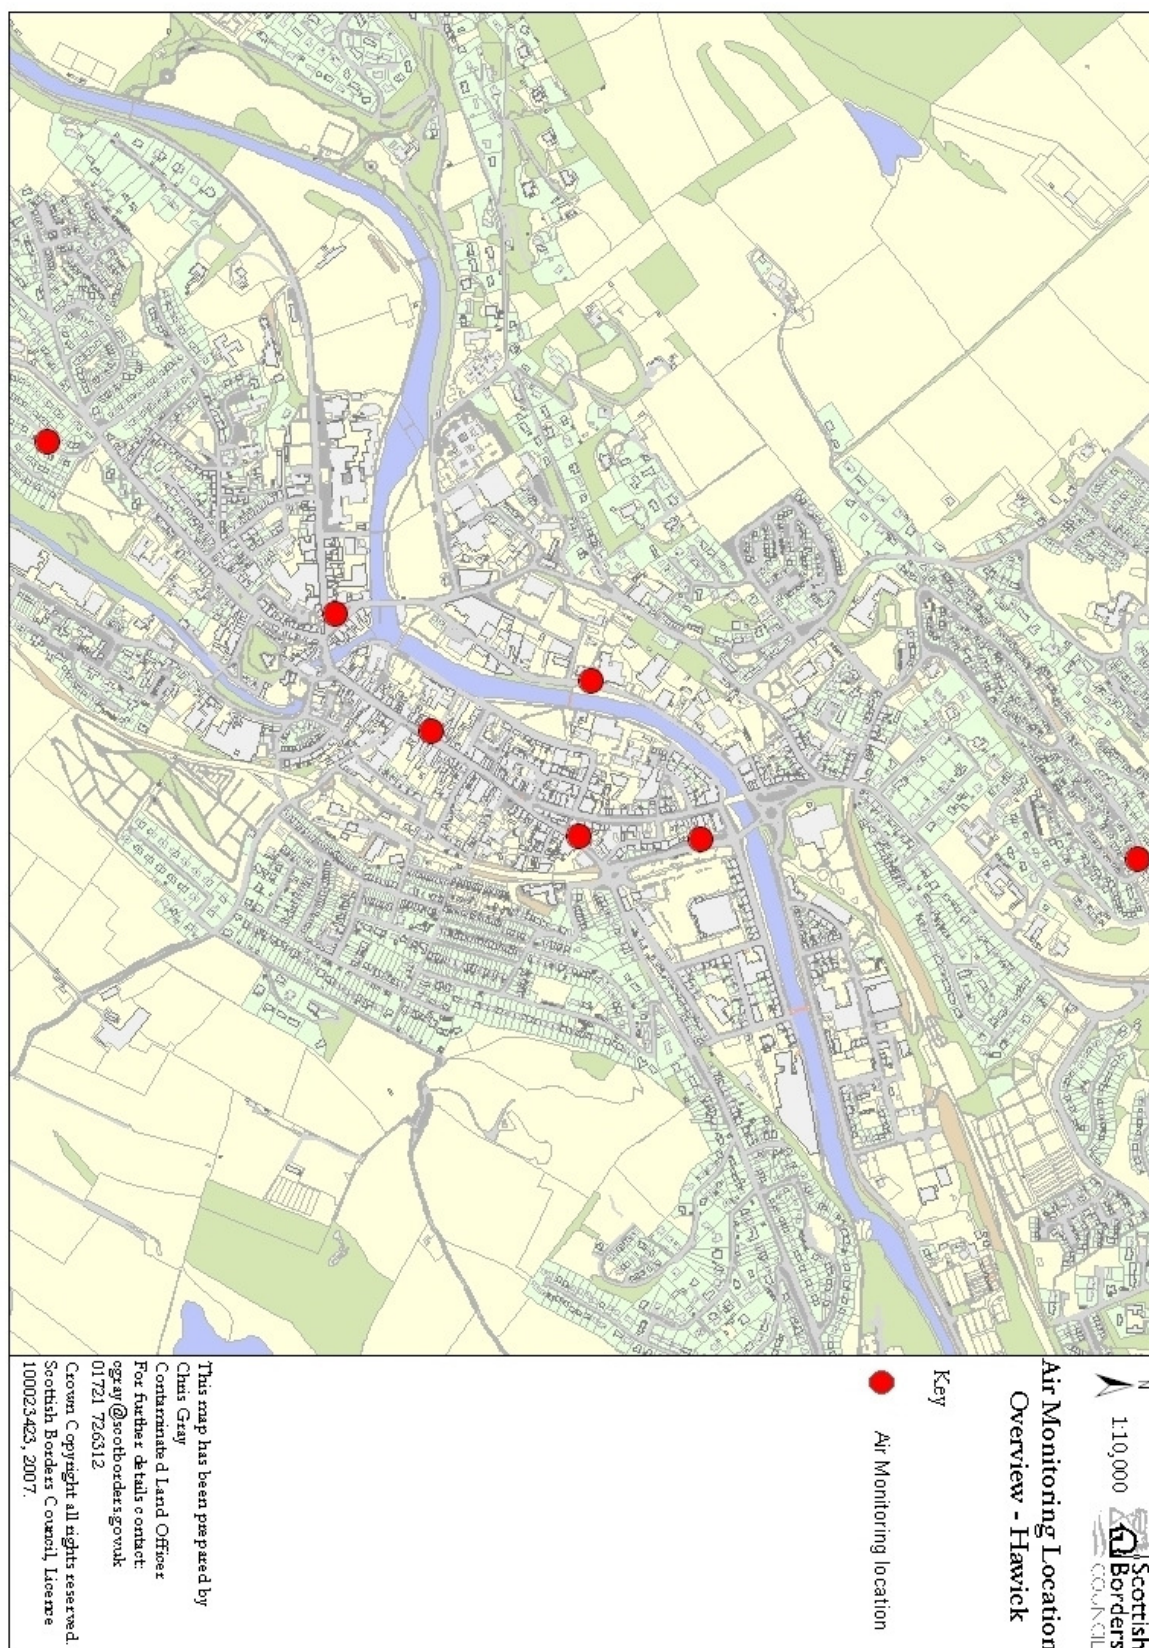 N
1:10,000
Scottish
Borders
COUNCIL
Air Monitoring Location
Overview - Hawick
Key
Air Monitoring location
This map has been prepared by
Chris Gray
Contaminated Land Officer
For further details contact:
cgray@scotborders.gov.uk
01721 726312
Crown Copyright all rights reserved.
Scottish Borders Council, Licence
100023423, 2007.